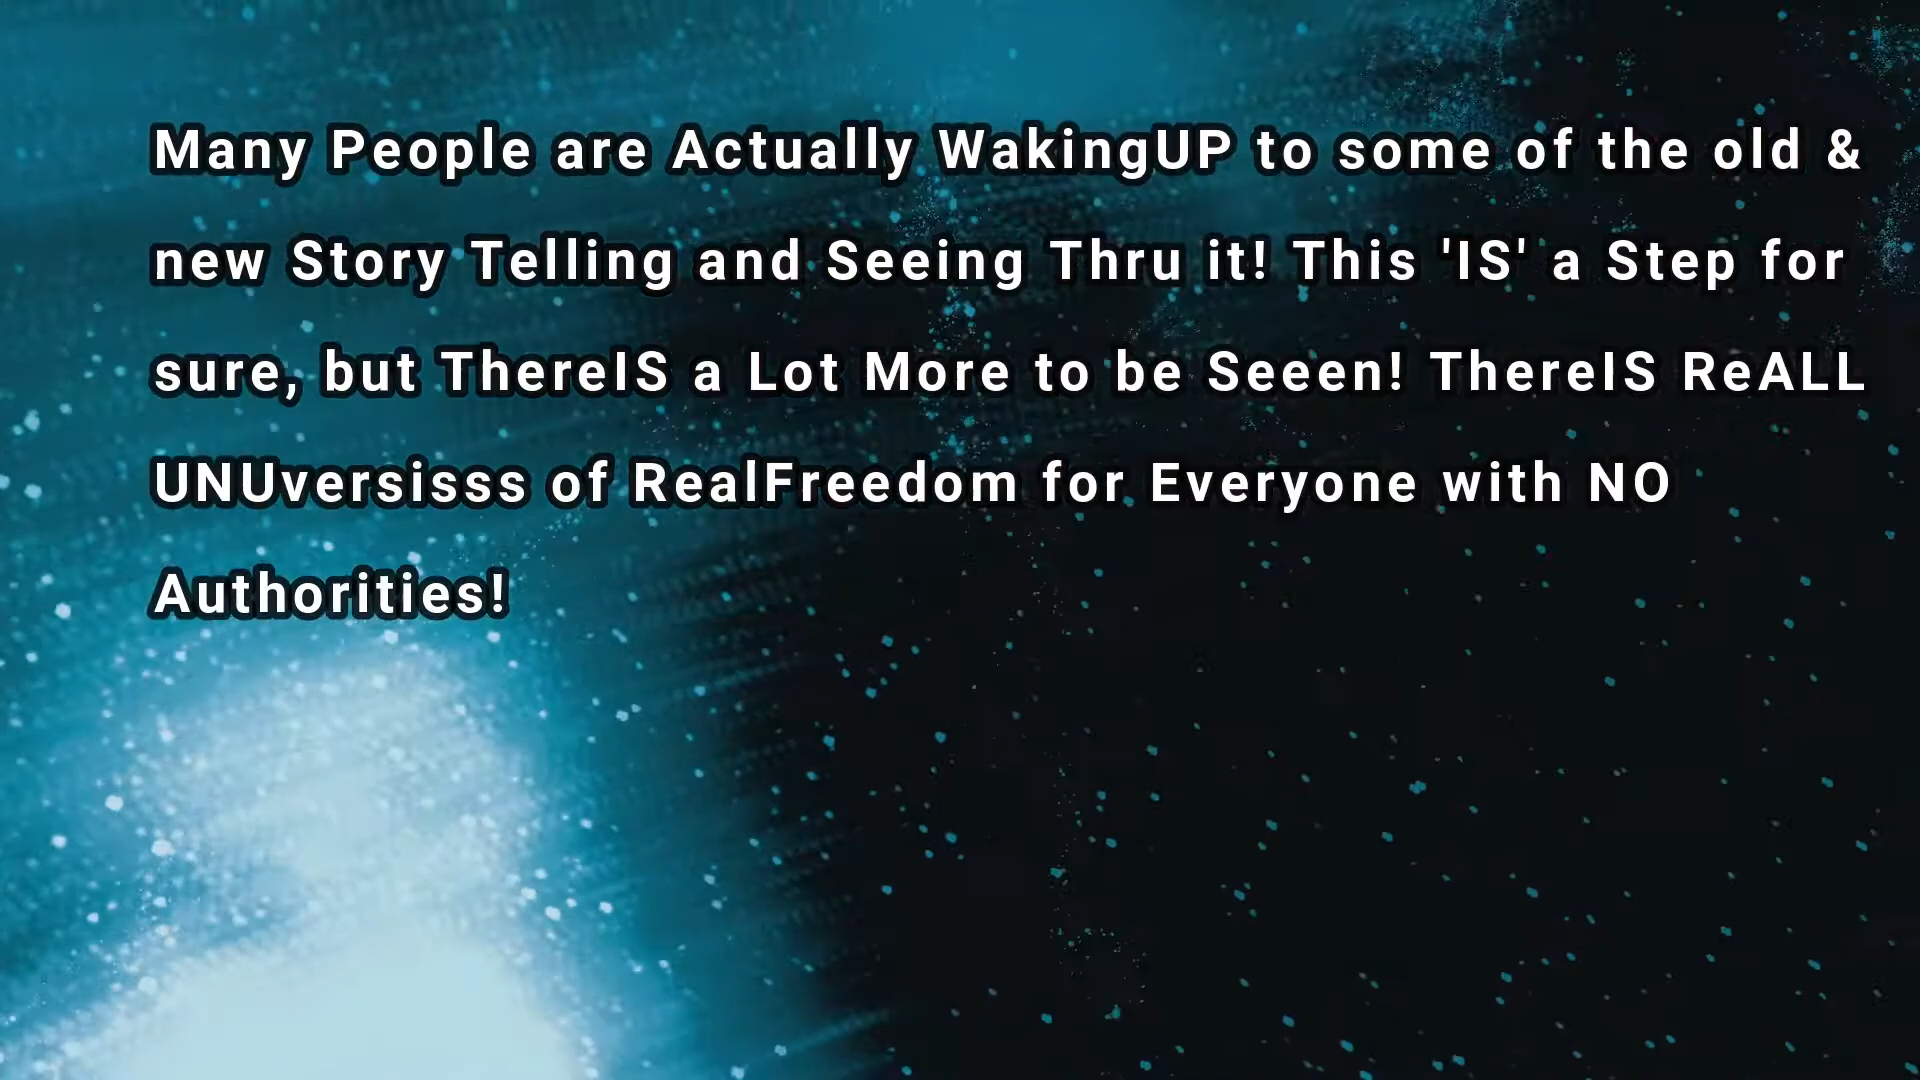 Many People are Actually WakingUP to some of the old &
new Story Telling and Seeing Thru it! This 'IS' a Step for
sure, but ThereIS a Lot More to be Seeen! ThereIS ReALL
UNUversisss of RealFreedom for Everyone with NO
Authorities!